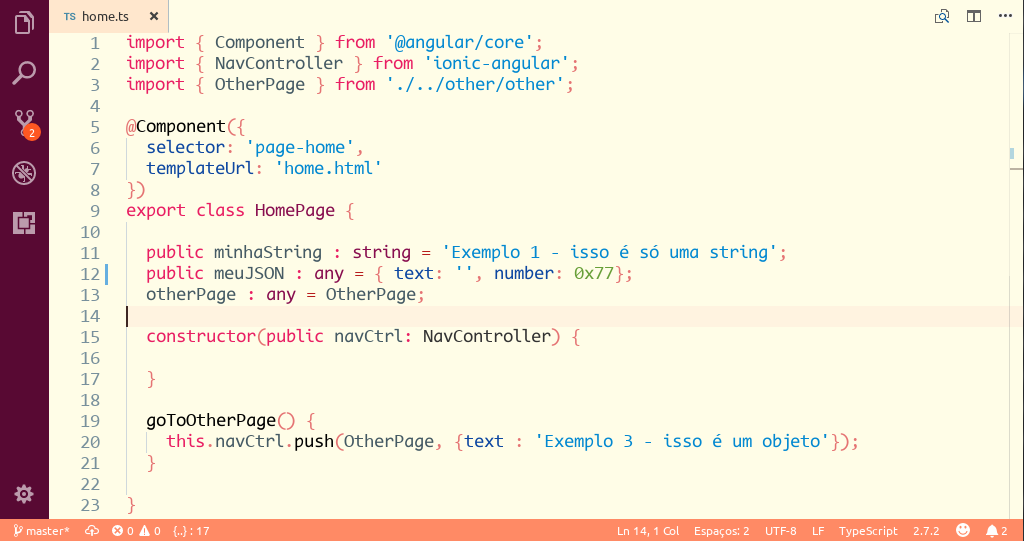 TS home.ts ×
1 import { Component } from '@angular/core';
2 import { NavController } from 'ionic-angular';
3 import { OtherPage } from './../other/other';
4
5 @Component({
6 selector: 'page-home',
7 templateUrl: 'home.html'
8 })
9 export class HomePage {
10
11 public minhaString : string = 'Exemplo 1 - isso é só uma string';
12 public meuJSON : any = { text: '', number: 0x77};
13 otherPage : any = OtherPage;
14
15 constructor(public navCtrl: NavController) {
16
17 }
18
19 goToOtherPage() {
20 this.navCtrl.push(OtherPage, {text : 'Exemplo 3 - isso é um objeto'});
21 }
22
23 }
2
master* 0 0 {..} : 17 Ln 14, 1 Col Espaços: 2 UTF-8 LF TypeScript 2.7.2 2